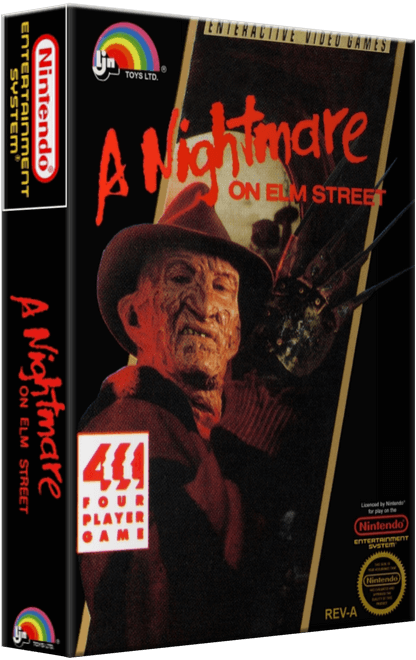 Nintendo®
ENTERTAINMENT
SYSTEM®
A Nightmare
ON ELM STREET
ljn
TOYS LTD.
ljn
TOYS LTD.
®
ENTERACTIVE VIDEO GAMES
A Nightmare
ON ELM STREET
4
FOUR
PLAYER
GAME
Licensed by Nintendo®
for play on the
Nintendo
ENTERTAINMENT
SYSTEM®
Nintendo
REV-A